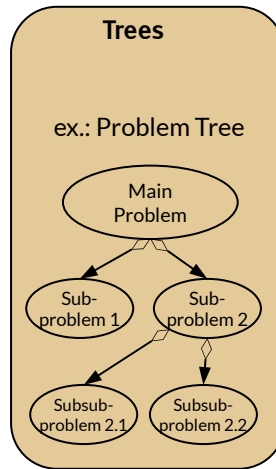 Trees
ex.: Problem Tree
Main
Problem
Sub-
problem 1
Sub-
problem 2
Subsub-
problem 2.1
Subsub-
problem 2.2